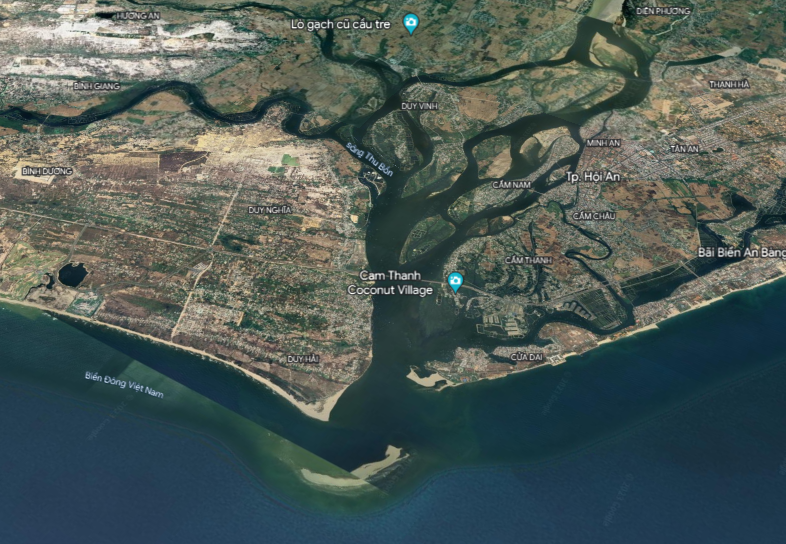 HƯƠNG AN
Lò gạch cũ cầu tre
ĐIỆN PHƯƠNG
BÌNH GIANG
THANH HÀ
DUY VINH
sông Thu Bồn
MINH AN
TÂN AN
BÌNH DƯƠNG
CẨM NAM
Tp. Hội An
DUY NGHĨA
CẨM CHÂU
Bãi Biển An Bàng
CẨM THANH
Cam Thanh
Coconut Village
DUY HẢI
CỬA ĐẠI
Biển Đông Việt Nam